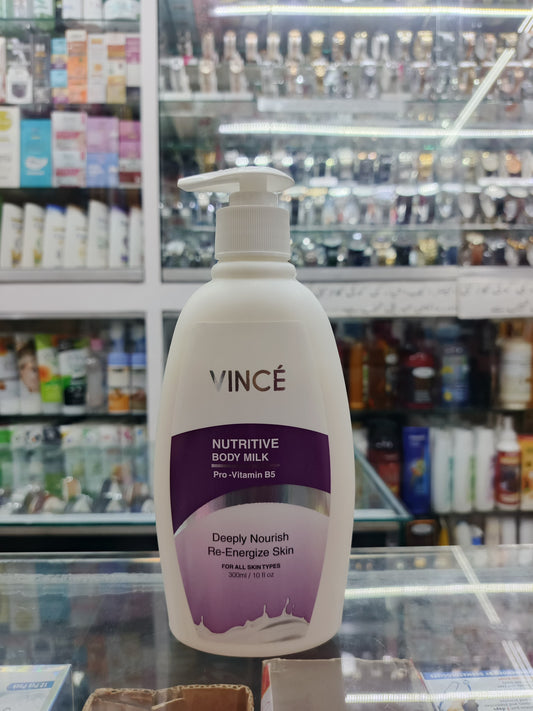 VINCÉ
NUTRITIVE
BODY MILK
Pro-Vitamin B5
Deeply Nourish
Re-Energize Skin
FOR ALL SKIN TYPES
300ml / 10 fl oz